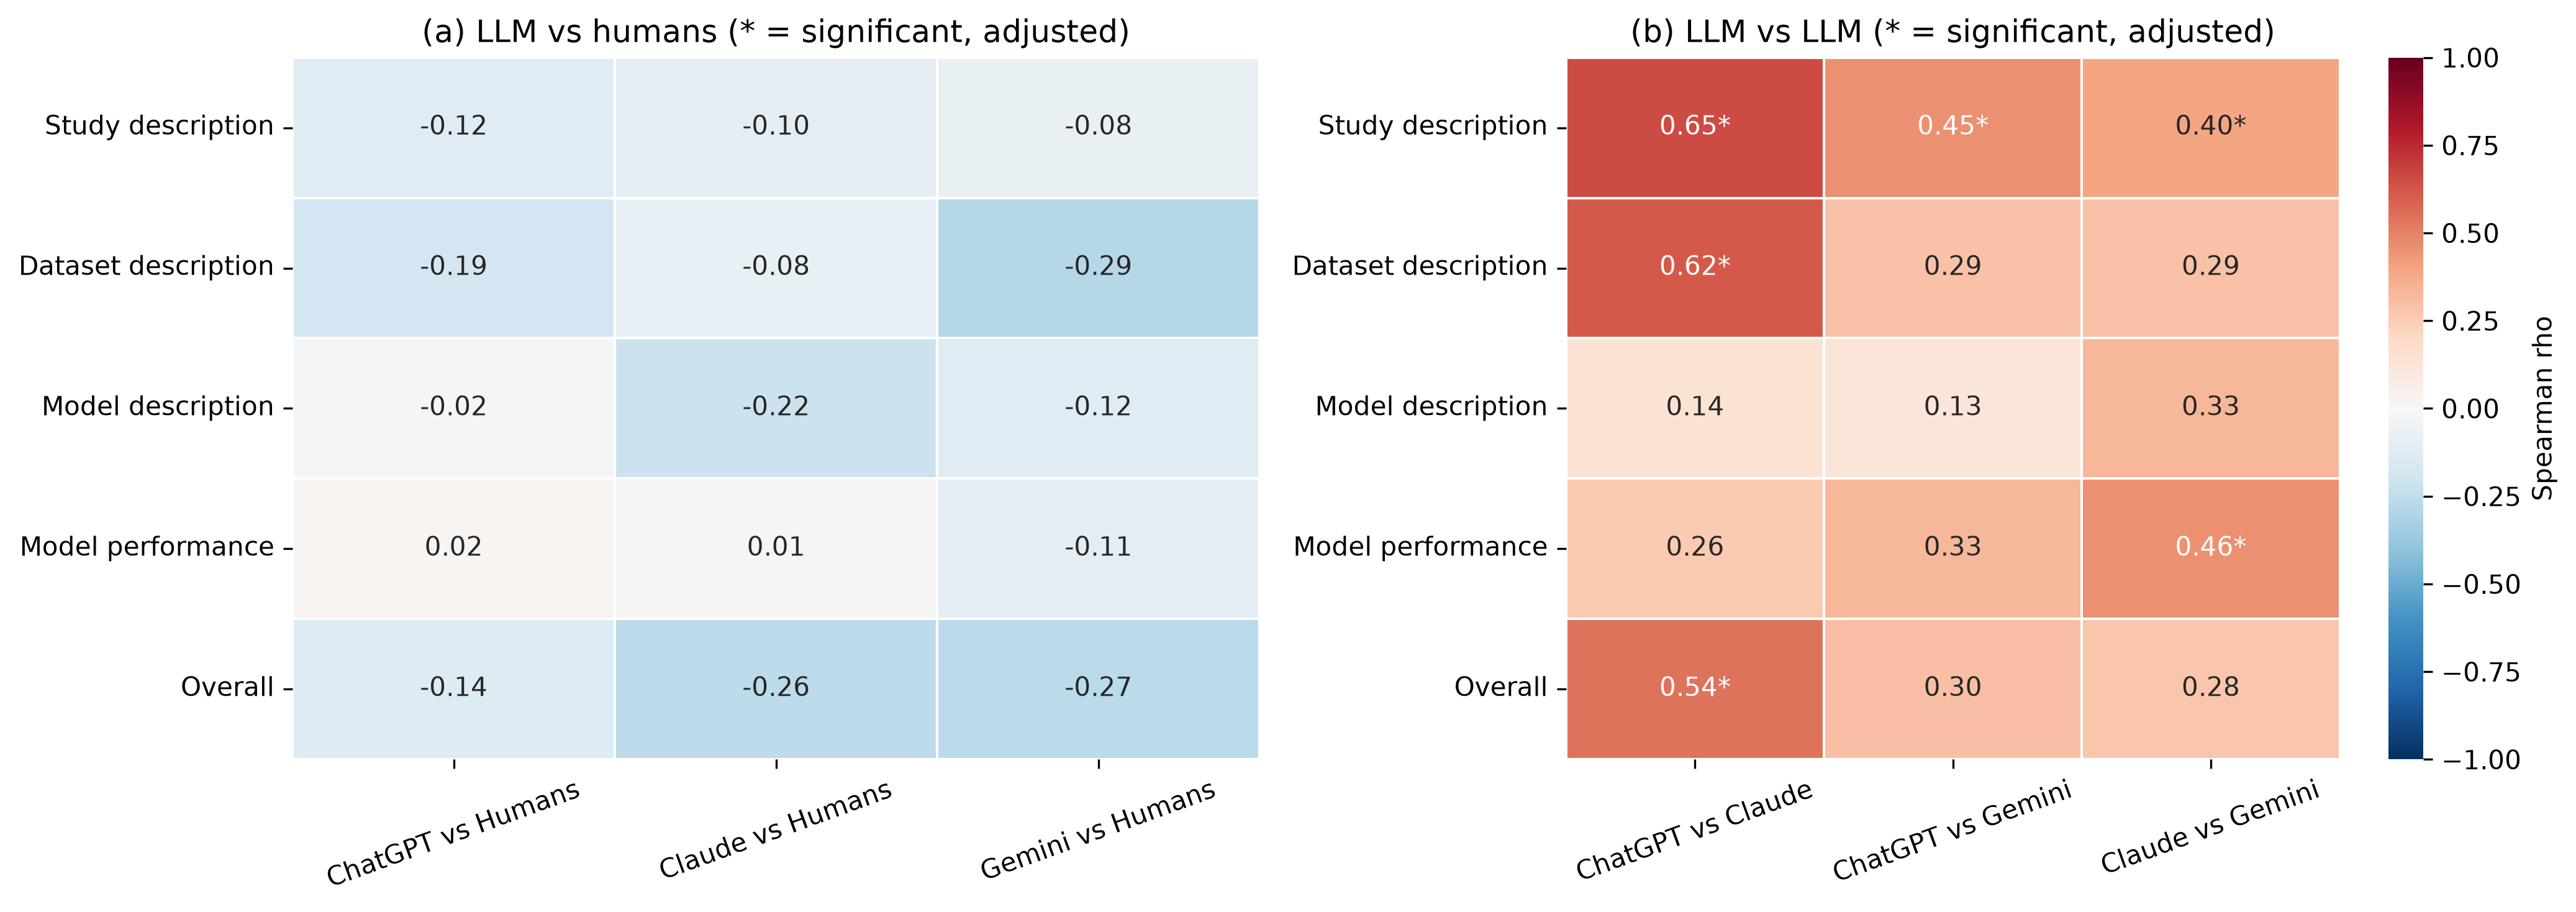 (a) LLM vs humans (* = significant, adjusted)
Study description -0.12 -0.10 -0.08
Dataset description -0.19 -0.08 -0.29
Model description -0.02 -0.22 -0.12
Model performance 0.02 0.01 -0.11
Overall -0.14 -0.26 -0.27
ChatGPT vs Humans Claude vs Humans Gemini vs Humans
(b) LLM vs LLM (* = significant, adjusted)
Study description 0.65* 0.45* 0.40*
Dataset description 0.62* 0.29 0.29
Model description 0.14 0.13 0.33
Model performance 0.26 0.33 0.46*
Overall 0.54* 0.30 0.28
ChatGPT vs Claude ChatGPT vs Gemini Claude vs Gemini
1.00
0.75
0.50
0.25
0.00
−0.25
−0.50
−0.75
−1.00
Spearman rho